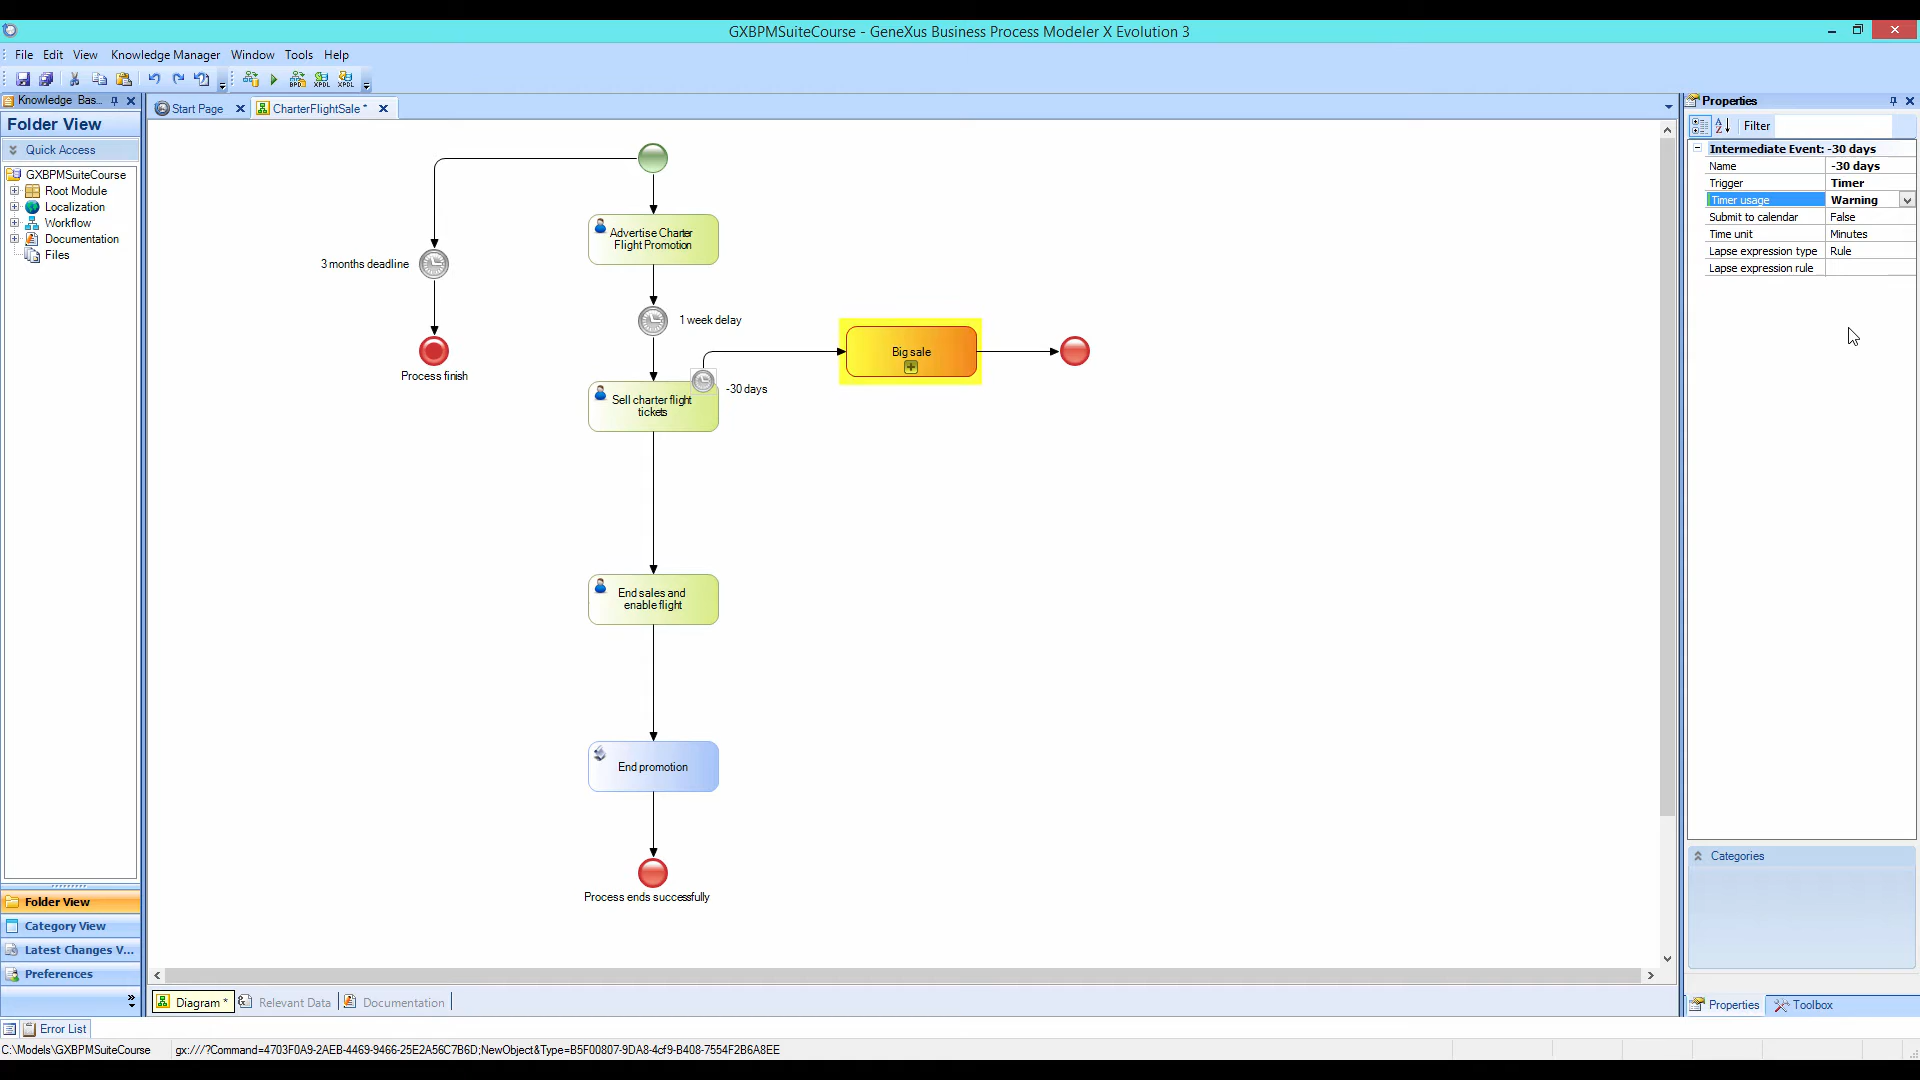 GXBPMSuiteCourse - GeneXus Business Process Modeler X Evolution 3
File Edit View Knowledge Manager Window Tools Help
Knowledge Bas...
Folder View
Quick Access
GXBPMSuiteCourse
Root Module
Localization
Workflow
Documentation
Files
Folder View
Category View
Latest Changes V...
Preferences
Start Page
CharterFlightSale *
3 months deadline
Process finish
Advertise Charter
Flight Promotion
1 week delay
Big sale
-30 days
Sell charter flight
tickets
End sales and
enable flight
End promotion
Process ends successfully
Diagram *
Relevant Data
Documentation
Properties
Filter
Intermediate Event: -30 days
Name -30 days
Trigger Timer
Timer usage Warning
Submit to calendar False
Time unit Minutes
Lapse expression type Rule
Lapse expression rule
Categories
Properties
Toolbox
Error List
C:\Models\GXBPMSuiteCourse
gx:///?Command=4703F0A9-2AEB-4469-9466-25E2A56C7B6D;NewObject&Type=B5F00807-9DA8-4cf9-B408-7554F2B6A8EE